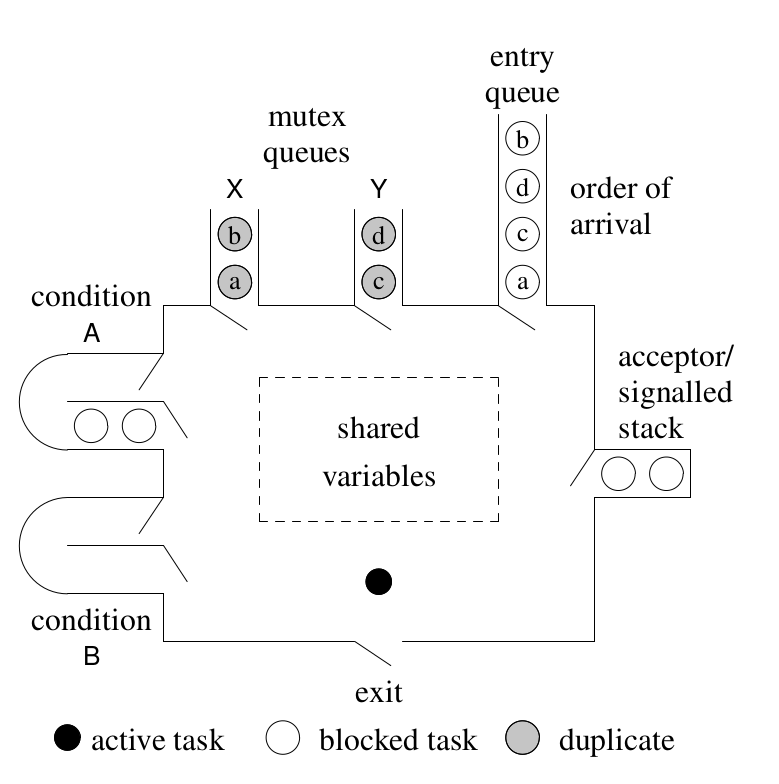 entry
queue
mutex
queues
X
Y
b
d
order of
arrival
b
d
c
a
c
a
condition
A
acceptor/
signalled
stack
shared
variables
condition
B
exit
active task
blocked task
duplicate